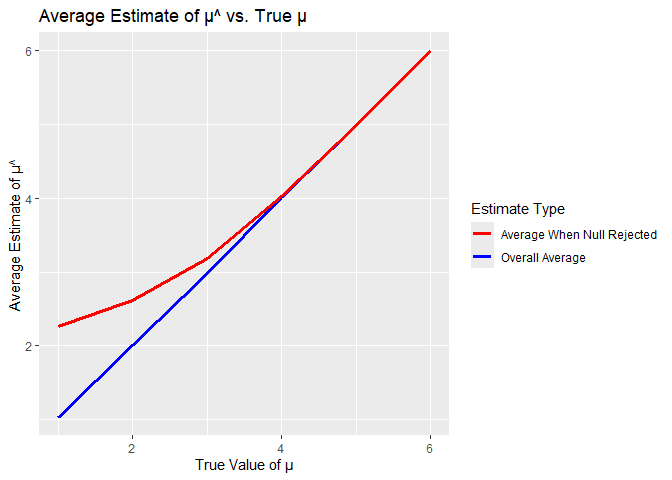 Average Estimate of μ^ vs. True μ
6
4
2
Average Estimate of μ^
2
4
6
True Value of μ
Estimate Type
Average When Null Rejected
Overall Average